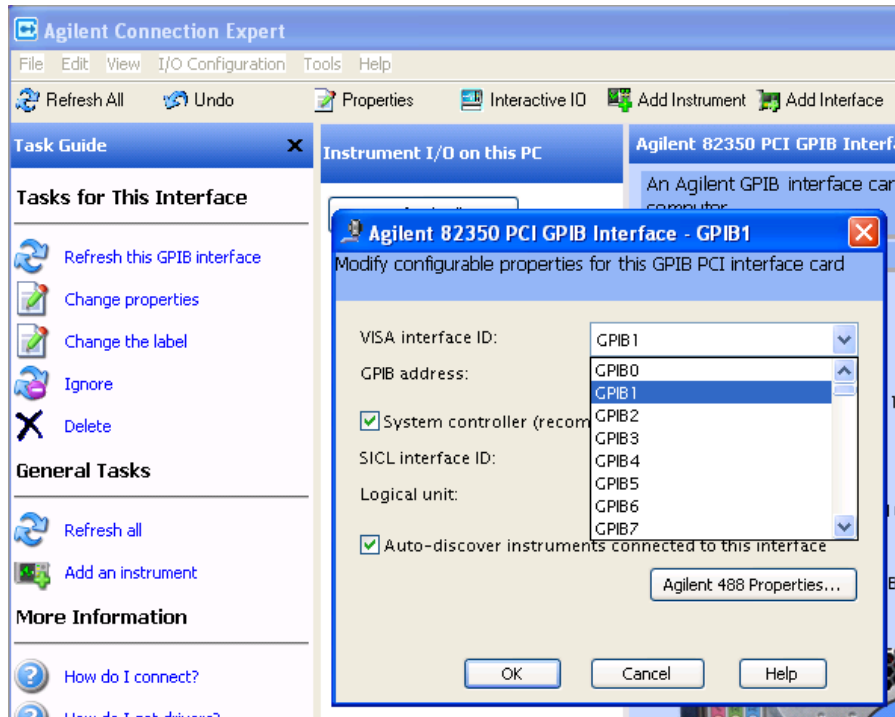 Agilent Connection Expert
File Edit View I/O Configuration Tools Help
Refresh All Undo Properties Interactive IO Add Instrument Add Interface
Task Guide
Tasks for This Interface
Refresh this GPIB interface
Change properties
Change the label
Ignore
Delete
General Tasks
Refresh all
Add an instrument
More Information
How do I connect?
How do I get drivers?
Instrument I/O on this PC
Agilent 82350 PCI GPIB
An Agilent GPIB interface
computer
Agilent 82350 PCI GPIB Interface - GPIB1
Modify configurable properties for this GPIB PCI interface card
VISA interface ID: GPIB1
GPIB address:
GPIB0
GPIB1
GPIB2
GPIB3
GPIB4
GPIB5
GPIB6
GPIB7
System controller
SICL interface ID:
Logical unit:
Auto-discover instruments connected to this interface
Agilent 488 Properties...
OK Cancel Help